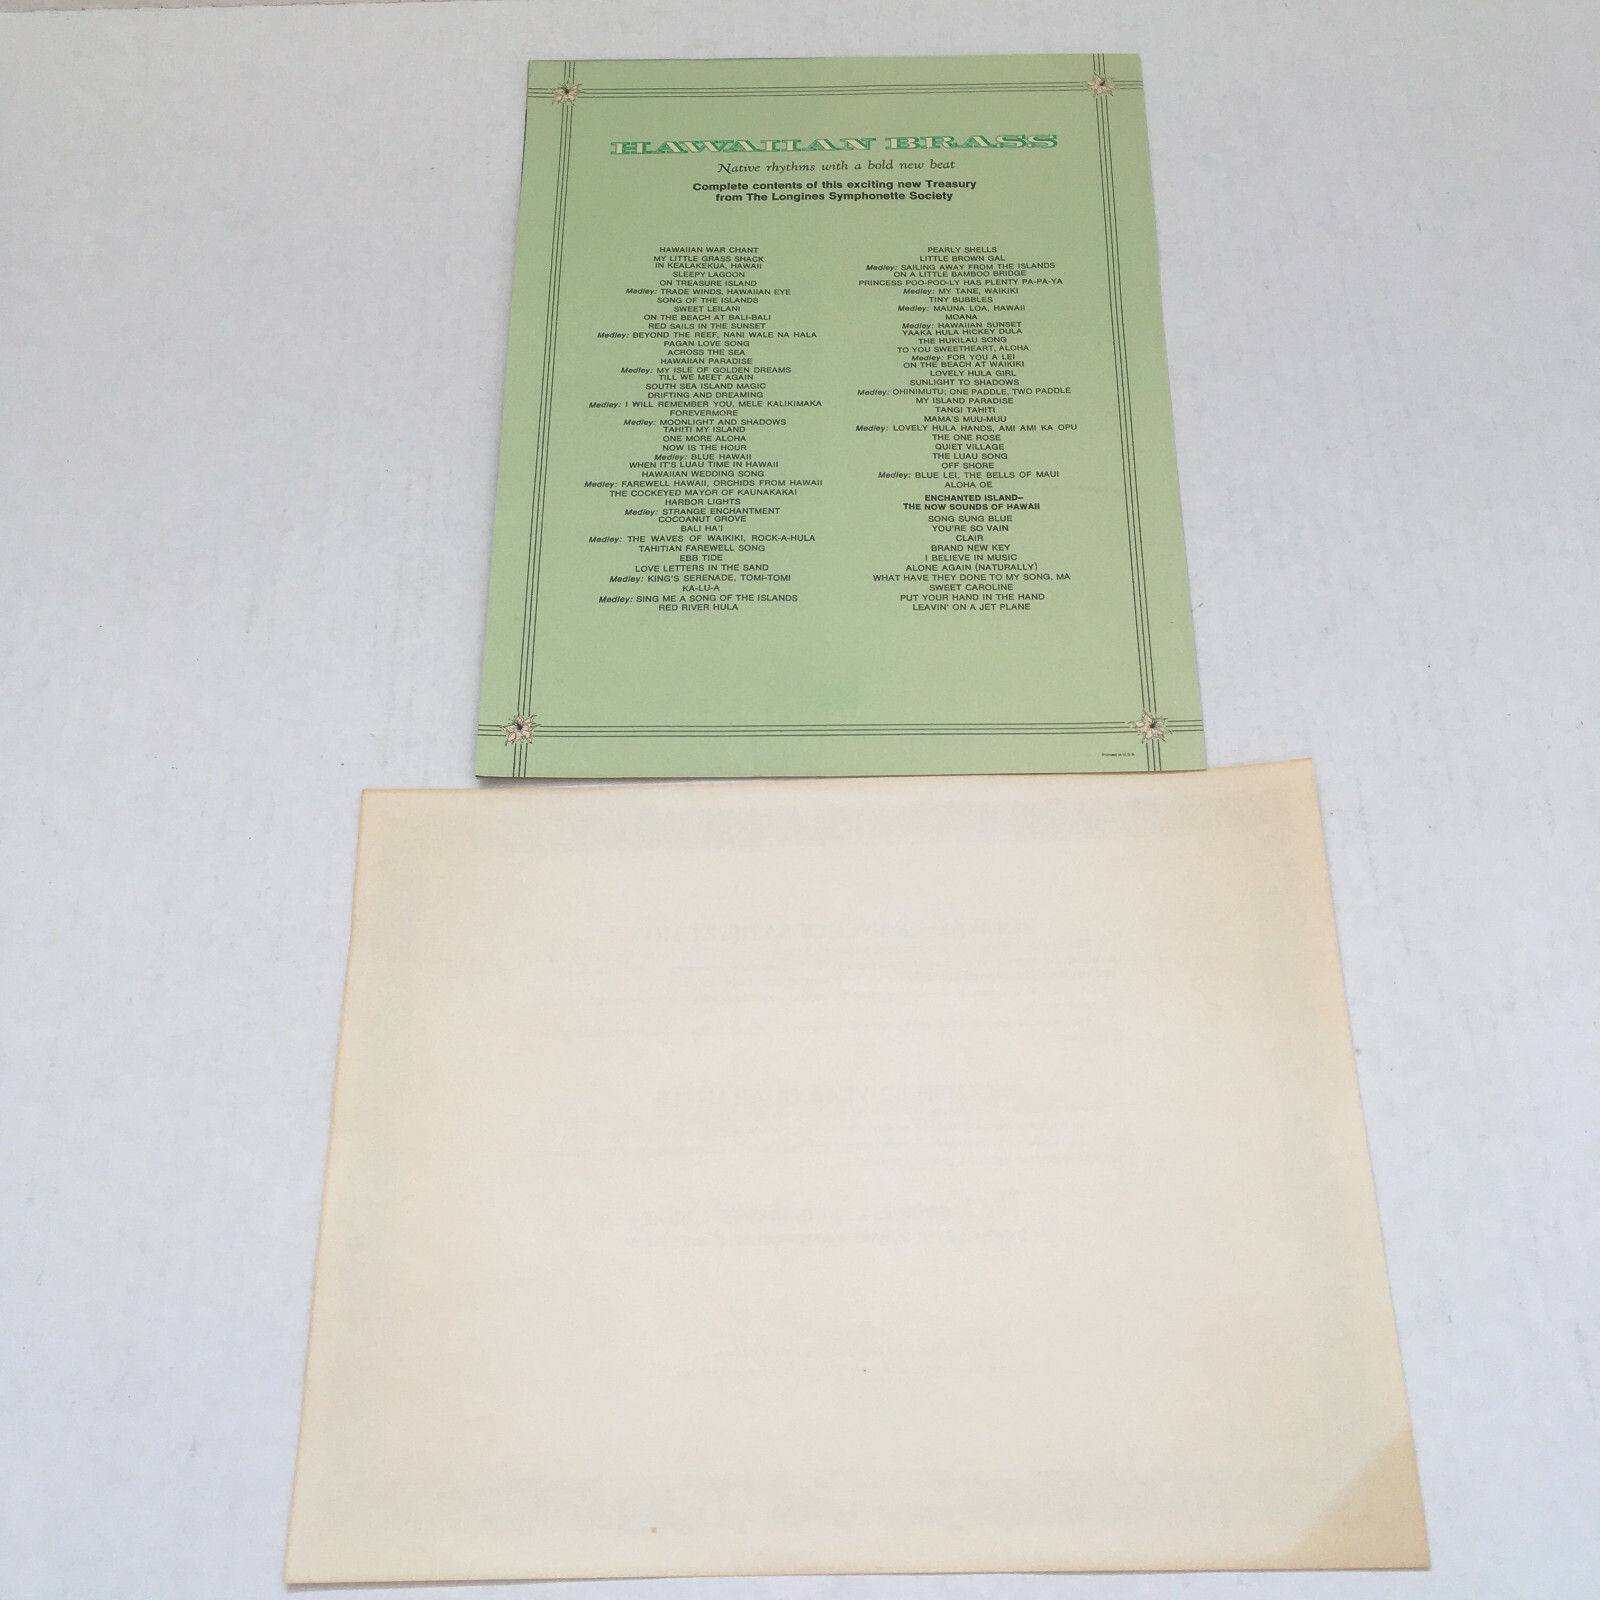 HAWAIIAN BRASS
Native rhythms with a bold new beat
Complete contents of this exciting new Treasury
from The Longines Symphonette Society
HAWAIIAN WAR CHANT
MY LITTLE GRASS SHACK
IN KEALAKEKUA, HAWAII
SLEEPY LAGOON
ON TREASURE ISLAND
Medley: TRADE WINDS, HAWAIIAN EYE
SONG OF THE ISLANDS
SWEET LEILANI
ON THE BEACH AT BALI-BALI
RED SAILS IN THE SUNSET
Medley: BEYOND THE REEF, NANI WALE NA HALA
PAGAN LOVE SONG
ACROSS THE SEA
HAWAIIAN PARADISE
Medley: MY ISLE OF GOLDEN DREAMS
TILL WE MEET AGAIN
SOUTH SEA ISLAND MAGIC
DRIFTING AND DREAMING
Medley: I WILL REMEMBER YOU, MELE KALIKIMAKA
FOREVERMORE
Medley: MOONLIGHT AND SHADOWS
TAHITI MY ISLAND
ONE MORE ALOHA
NOW IS THE HOUR
Medley: BLUE HAWAII
WHEN IT'S LUAU TIME IN HAWAII
HAWAIIAN WEDDING SONG
Medley: FAREWELL HAWAII, ORCHIDS FROM HAWAII
THE COCKEYED MAYOR OF KAUNAKAKAI
HARBOR LIGHTS
Medley: STRANGE ENCHANTMENT
COCOANUT GROVE
BALI HA'I
Medley: THE WAVES OF WAIKIKI, ROCK-A-HULA
TAHITIAN FAREWELL SONG
EBB TIDE
LOVE LETTERS IN THE SAND
Medley: KING'S SERENADE, TOMI-TOMI
KA-LU-A
Medley: SING ME A SONG OF THE ISLANDS
RED RIVER HULA
PEARLY SHELLS
LITTLE BROWN GAL
Medley: SAILING AWAY FROM THE ISLANDS
ON A LITTLE BAMBOO BRIDGE
PRINCESS POO-POO-LY HAS PLENTY PA-PA-YA
Medley: MY TANE, WAIKIKI
TINY BUBBLES
Medley: MAUNA LOA, HAWAII
MOANA
Medley: HAWAIIAN SUNSET
YAAKA HULA HICKEY DULA
THE HUKILAU SONG
TO YOU SWEETHEART, ALOHA
Medley: FOR YOU A LEI
ON THE BEACH AT WAIKIKI
LOVELY HULA GIRL
SUNLIGHT TO SHADOWS
Medley: OHINIMUTU; ONE PADDLE, TWO PADDLE
MY ISLAND PARADISE
TANGI TAHITI
MAMA'S MUU-MUU
Medley: LOVELY HULA HANDS, AMI AMI KA OPU
THE ONE ROSE
QUIET VILLAGE
THE LUAU SONG
OFF SHORE
Medley: BLUE LEI, THE BELLS OF MAUI
ALOHA OE
ENCHANTED ISLAND—
THE NOW SOUNDS OF HAWAII
SONG SUNG BLUE
YOU'RE SO VAIN
CLAIR
BRAND NEW KEY
I BELIEVE IN MUSIC
ALONE AGAIN (NATURALLY)
WHAT HAVE THEY DONE TO MY SONG, MA
SWEET CAROLINE
PUT YOUR HAND IN THE HAND
LEAVIN' ON A JET PLANE
Printed in U.S.A.